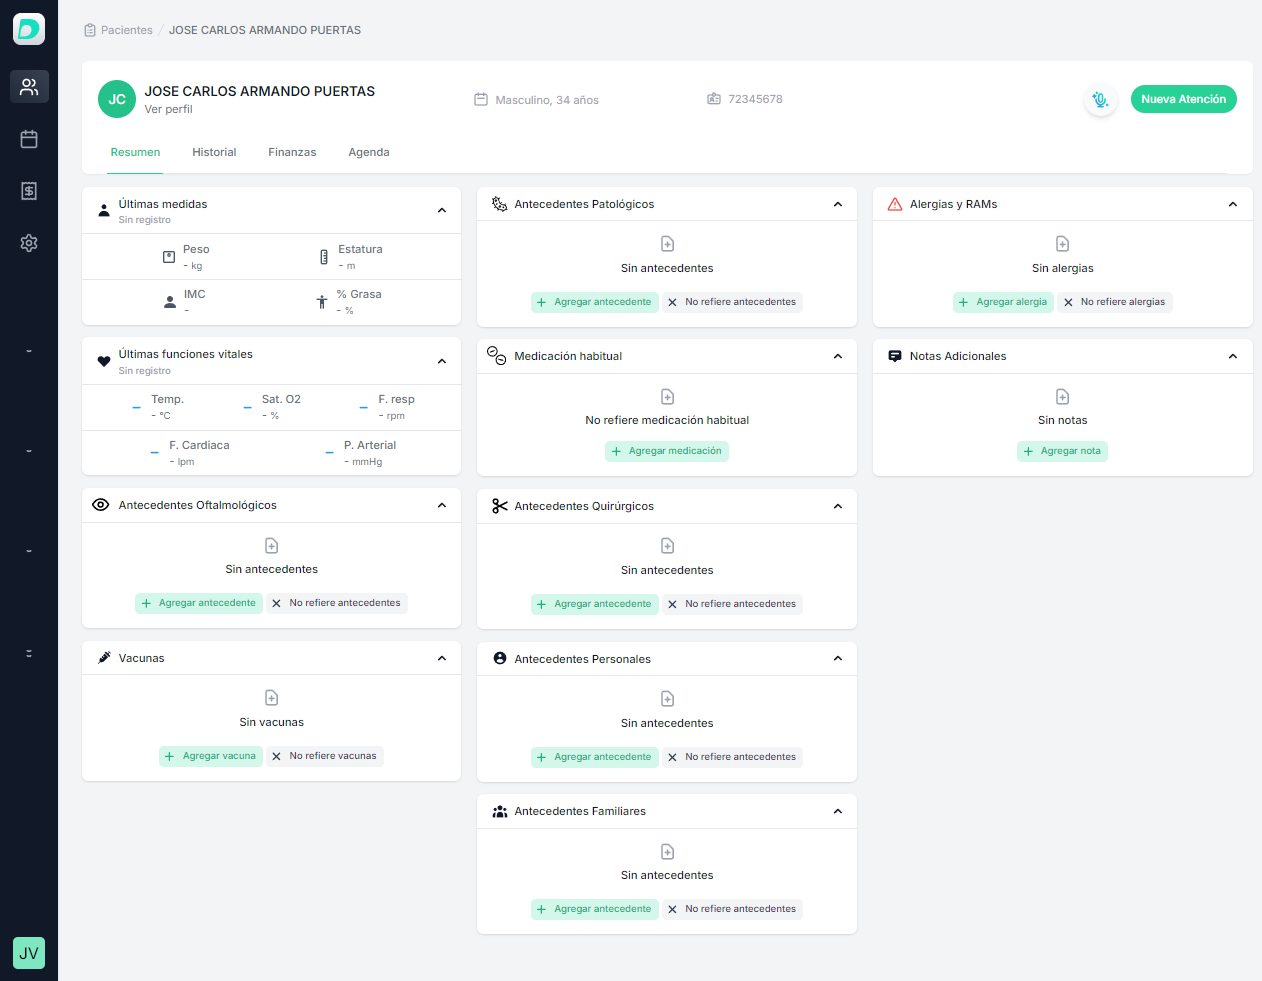 Pacientes / JOSE CARLOS ARMANDO PUERTAS
JC
JOSE CARLOS ARMANDO PUERTAS
Ver perfil
Masculino, 34 años
72345678
Nueva Atención
Resumen
Historial
Finanzas
Agenda
Últimas medidas
Sin registro
Peso
- kg
Estatura
- m
IMC
-
% Grasa
- %
Últimas funciones vitales
Sin registro
Temp.
- °C
Sat. O2
- %
F. resp
- rpm
F. Cardiaca
- lpm
P. Arterial
- mmHg
Antecedentes Oftalmológicos
Sin antecedentes
Agregar antecedente
No refiere antecedentes
Vacunas
Sin vacunas
Agregar vacuna
No refiere vacunas
Antecedentes Patológicos
Sin antecedentes
Agregar antecedente
No refiere antecedentes
Medicación habitual
No refiere medicación habitual
Agregar medicación
Antecedentes Quirúrgicos
Sin antecedentes
Agregar antecedente
No refiere antecedentes
Antecedentes Personales
Sin antecedentes
Agregar antecedente
No refiere antecedentes
Antecedentes Familiares
Sin antecedentes
Agregar antecedente
No refiere antecedentes
Alergias y RAMs
Sin alergias
Agregar alergia
No refiere alergias
Notas Adicionales
Sin notas
Agregar nota
JV